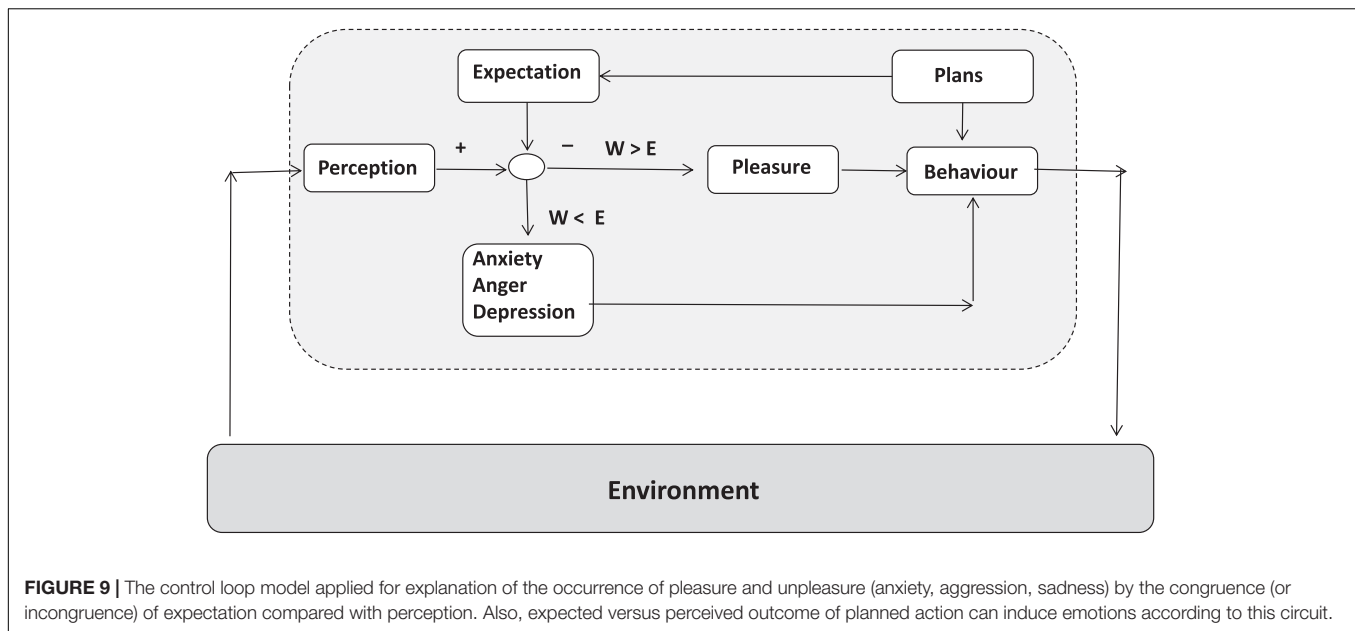 Expectation
Plans
Perception
+
−
W > E
Pleasure
Behaviour
W < E
Anxiety
Anger
Depression
Environment
FIGURE 9 | The control loop model applied for explanation of the occurrence of pleasure and unpleasure (anxiety, aggression, sadness) by the congruence (or
incongruence) of expectation compared with perception. Also, expected versus perceived outcome of planned action can induce emotions according to this circuit.